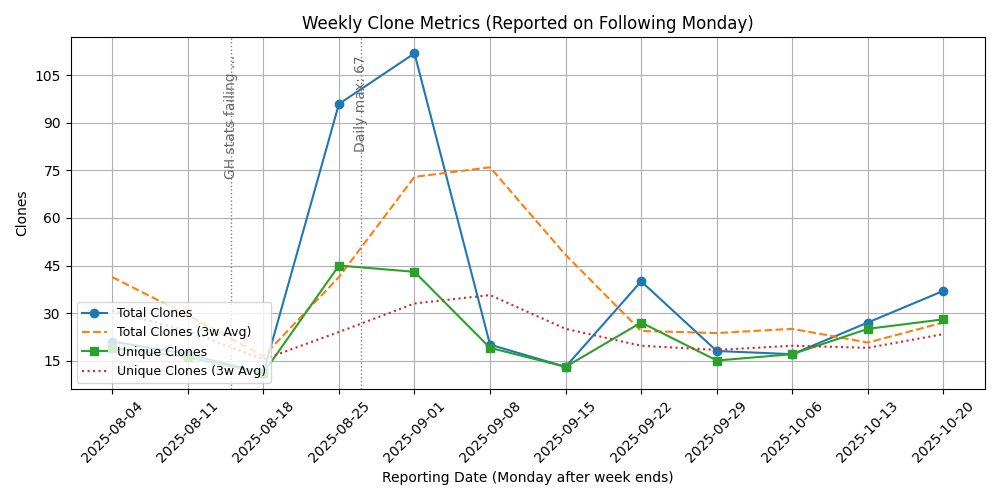 Weekly Clone Metrics (Reported on Following Monday)
Clones
105
90
75
60
45
30
15
GH stats failing ...
Daily max: 67
Total Clones
Total Clones (3w Avg)
Unique Clones
Unique Clones (3w Avg)
2025-08-04
2025-08-11
2025-08-18
2025-08-25
2025-09-01
2025-09-08
2025-09-15
2025-09-22
2025-09-29
2025-10-06
2025-10-13
2025-10-20
Reporting Date (Monday after week ends)